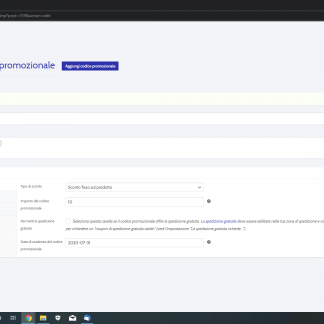 promozionale
Aggiungi codice promozionale
Tipo di sconto
Sconto fisso sul prodotto
Importo del codice
promozionale
10
Permetti la spedizione
gratuita
Seleziona questa casella se il codice promozionale offre la spedizione gratuita. La spedizione gratuita deve essere abilitata nella tua zona di spedizione e
per richiedere un "coupon di spedizione gratuita valido" (vedi l'impostazione "La spedizione gratuita richiede...").
Data di scadenza del codice
promozionale
2020-07-31